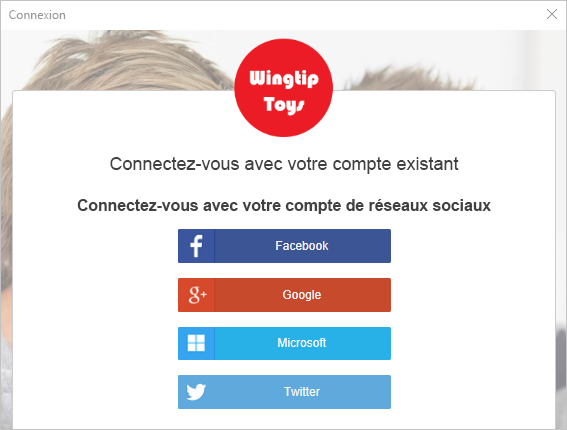 Connexion
Wingtip
Toys
Connectez-vous avec votre compte existant
Connectez-vous avec votre compte de réseaux sociaux
Facebook
Google
Microsoft
Twitter